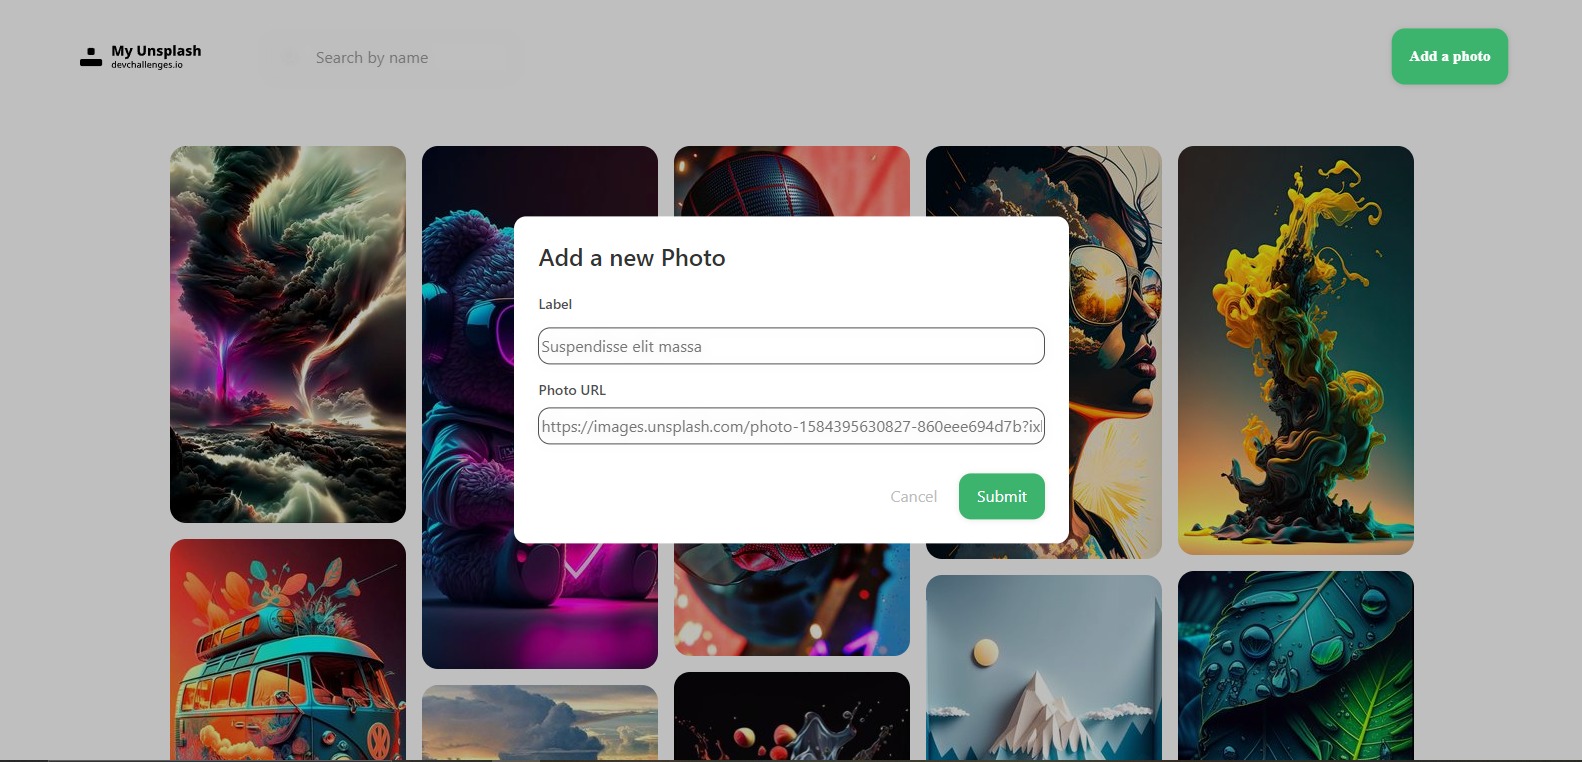 My Unsplash
devchallenges.io
Search by name
Add a photo
Add a new Photo
Label
Suspendisse elit massa
Photo URL
https://images.unsplash.com/photo-1584395630827-860eee694d7b?ix
Cancel
Submit